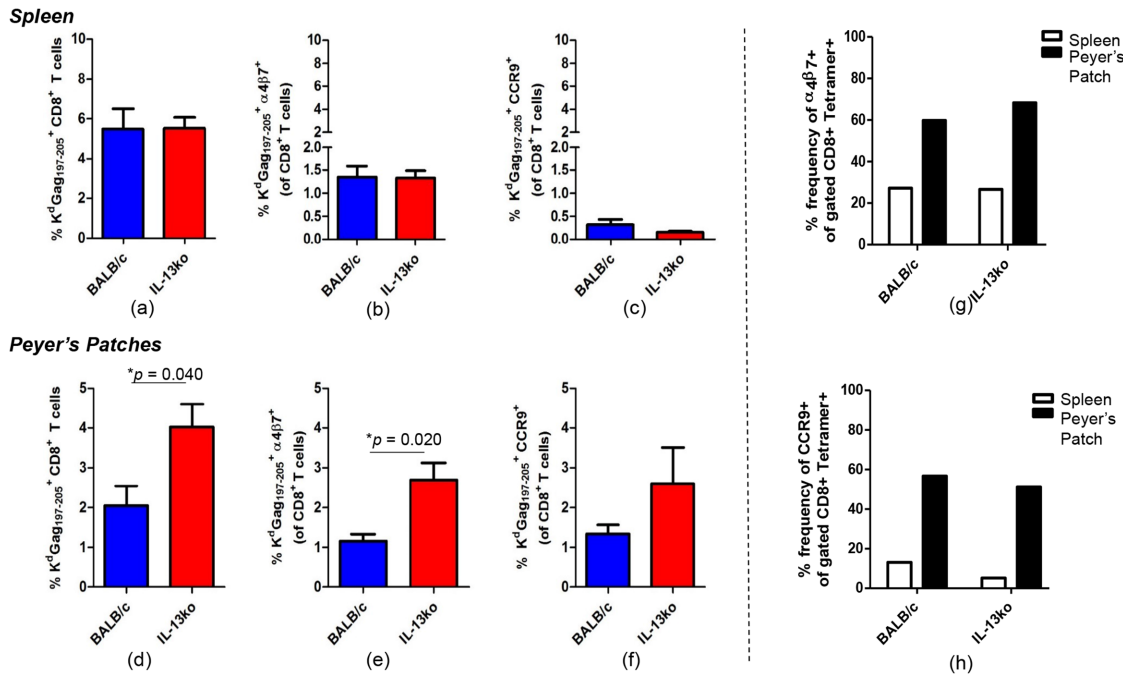 Spleen
% KᵈGag₁₉₇₋₂₀₅⁺ CD8⁺ T cells
10
8
6
4
2
0
BALB/c
IL-13ko
(a)
% KᵈGag₁₉₇₋₂₀₅⁺ α4β7⁺
(of CD8⁺ T cells)
10
8
6
4
2
2.0
1.5
1.0
0.5
0.0
BALB/c
IL-13ko
(b)
% KᵈGag₁₉₇₋₂₀₅⁺ CCR9⁺
(of CD8⁺ T cells)
10
8
6
4
2
2.0
1.5
1.0
0.5
0.0
BALB/c
IL-13ko
(c)
% frequency of α4β7+
of gated CD8+ Tetramer+
100
80
60
40
20
0
Spleen
Peyer's
Patch
BALB/c
/IL-13ko
(g)
Peyer's Patches
% KᵈGag₁₉₇₋₂₀₅⁺ CD8⁺ T cells
5
4
3
2
1
0
*p = 0.040
BALB/c
IL-13ko
(d)
% KᵈGag₁₉₇₋₂₀₅⁺ α4β7⁺
(of CD8⁺ T cells)
5
4
3
2
1
0
*p = 0.020
BALB/c
IL-13ko
(e)
% KᵈGag₁₉₇₋₂₀₅⁺ CCR9⁺
(of CD8⁺ T cells)
5
4
3
2
1
0
BALB/c
IL-13ko
(f)
% frequency of CCR9+
of gated CD8+ Tetramer+
100
80
60
40
20
0
Spleen
Peyer's
Patch
BALB/c
IL-13ko
(h)